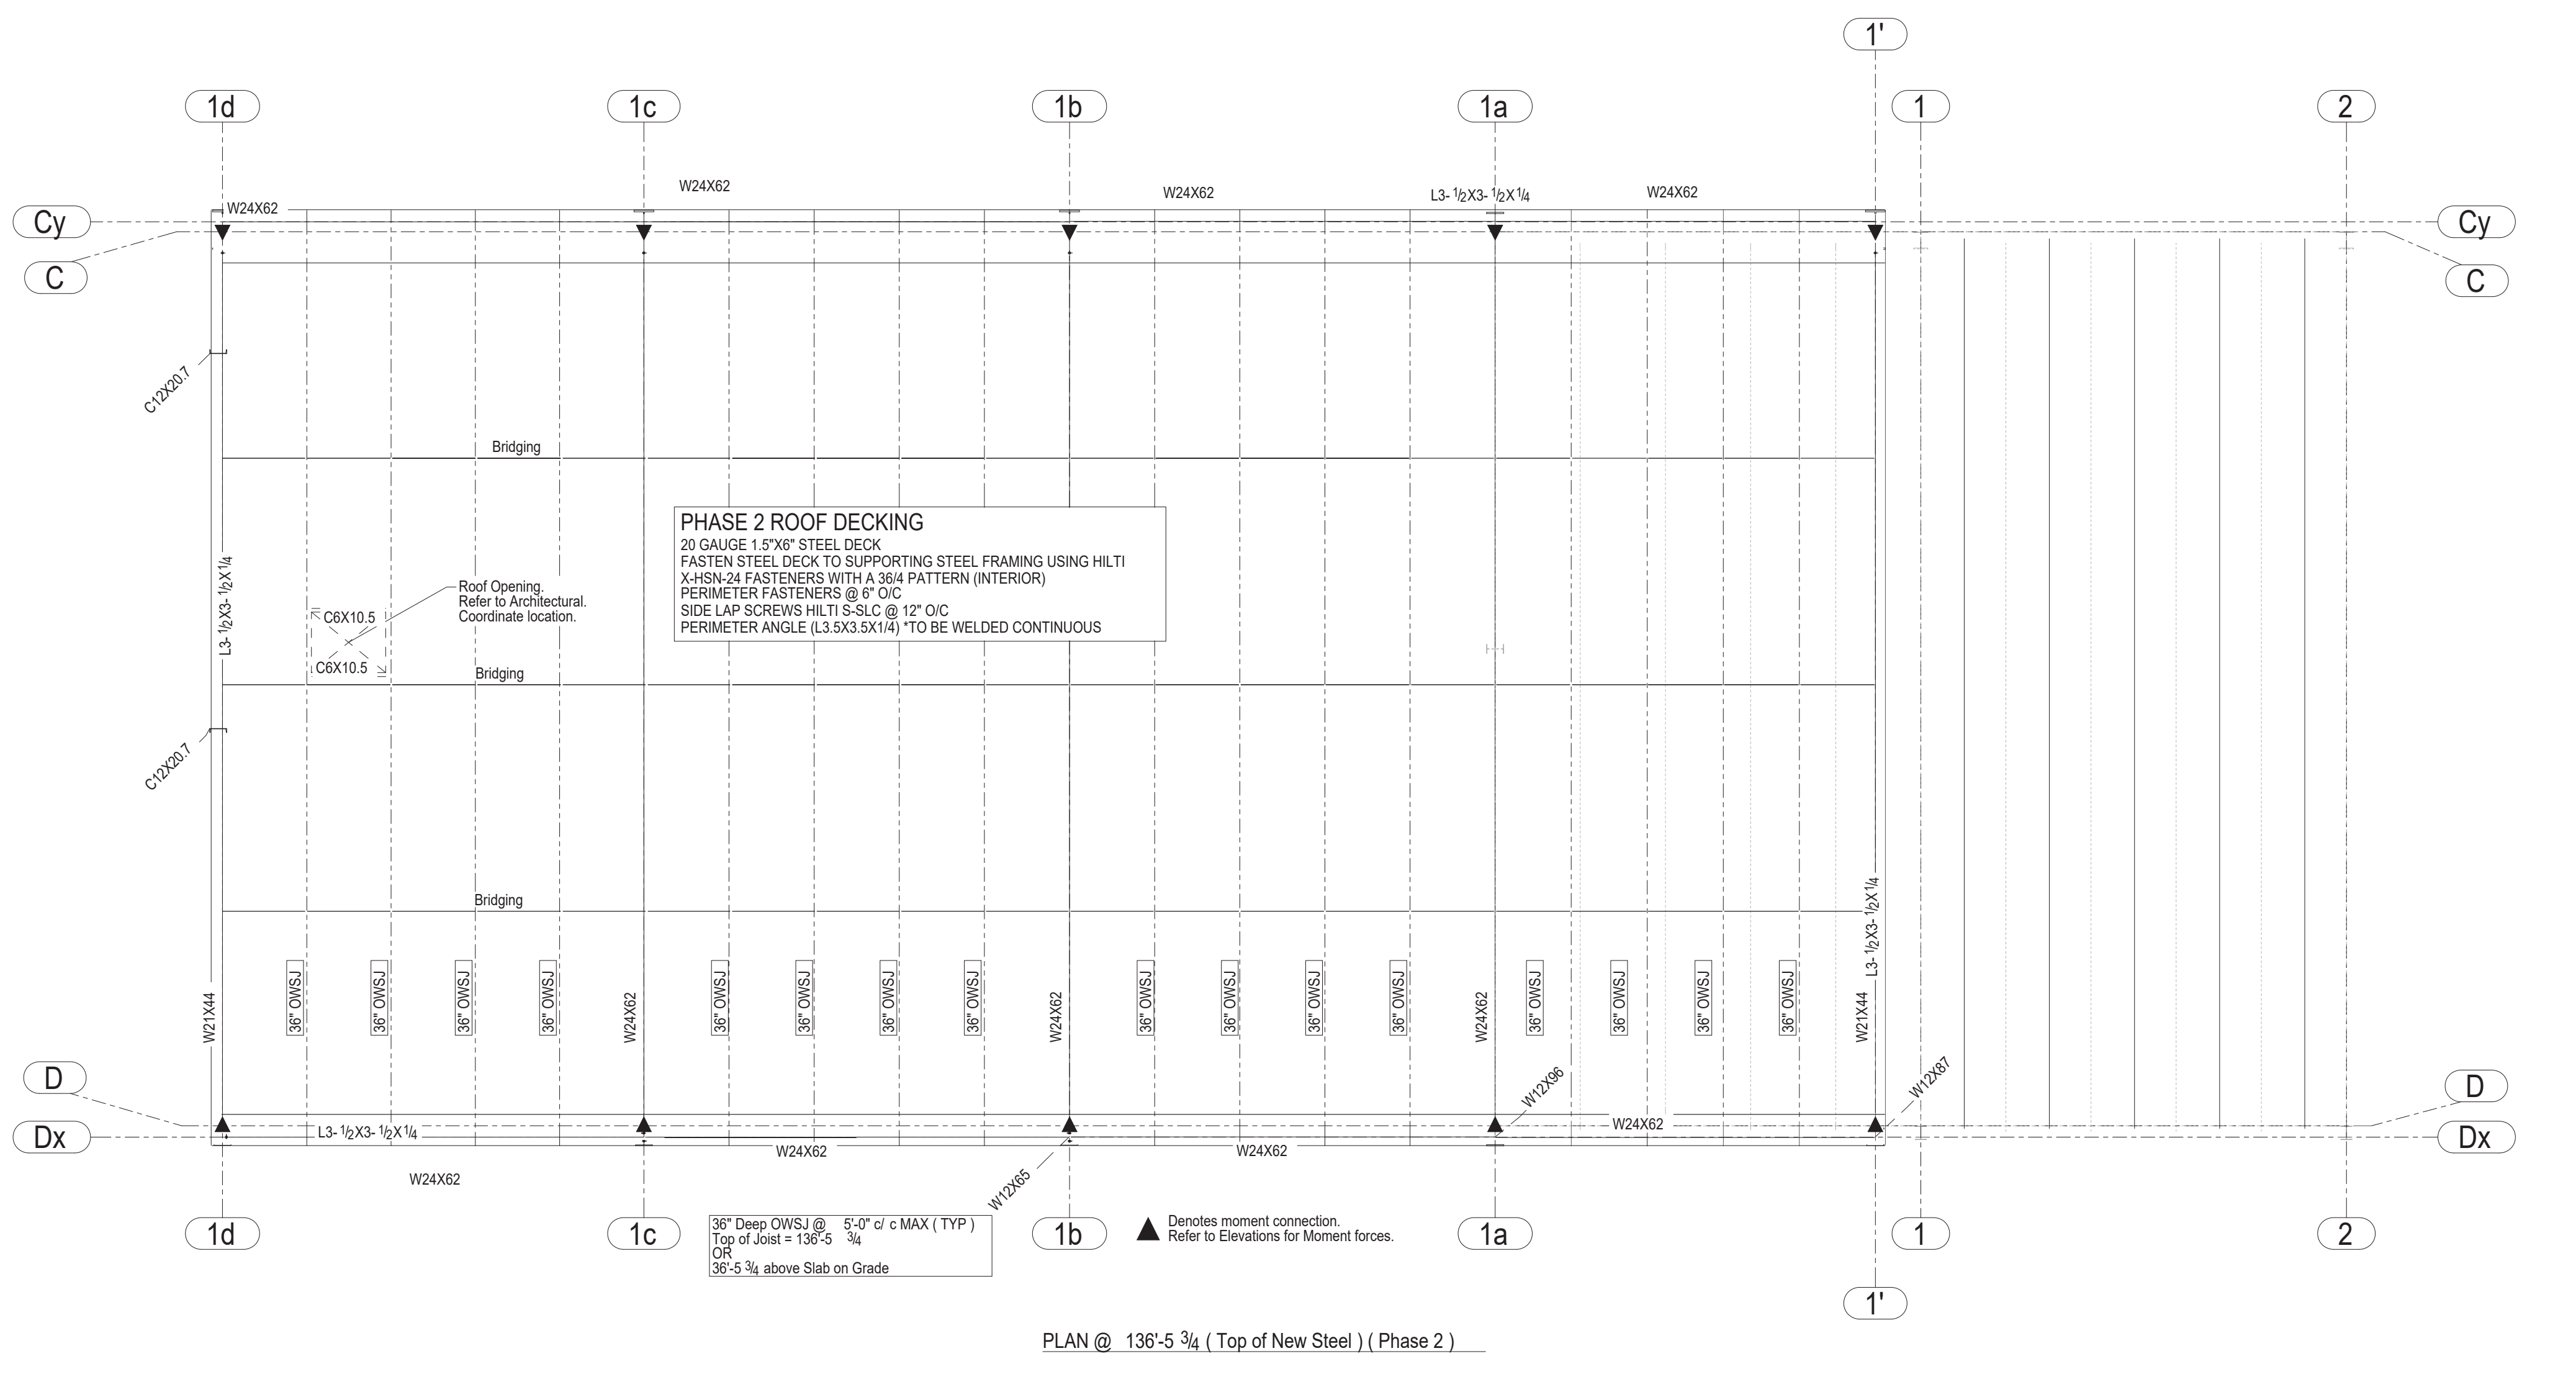 1'
1d
1c
1b
1a
1
2
W24X62
W24X62
L3- 1/2X3- 1/2X1/4
W24X62
W24X62
Cy
Cy
C
C
C12X20.7
Bridging
PHASE 2 ROOF DECKING
20 GAUGE 1.5"X6" STEEL DECK
FASTEN STEEL DECK TO SUPPORTING STEEL FRAMING USING HILTI
X-HSN-24 FASTENERS WITH A 36/4 PATTERN (INTERIOR)
PERIMETER FASTENERS @ 6" O/C
SIDE LAP SCREWS HILTI S-SLC @ 12" O/C
PERIMETER ANGLE (L3.5X3.5X1/4) *TO BE WELDED CONTINUOUS
L3- 1/2X3- 1/2X1/4
Roof Opening.
Refer to Architectural.
Coordinate location.
C6X10.5
C6X10.5
Bridging
C12X20.7
Bridging
L3- 1/2X3- 1/2X1/4
W21X44
36" OWSJ
36" OWSJ
36" OWSJ
36" OWSJ
W24X62
36" OWSJ
36" OWSJ
36" OWSJ
36" OWSJ
W24X62
36" OWSJ
36" OWSJ
36" OWSJ
36" OWSJ
W24X62
36" OWSJ
36" OWSJ
36" OWSJ
36" OWSJ
W21X44
W12X96
W12X87
D
D
Dx
Dx
L3- 1/2X3- 1/2X1/4
W24X62
W24X62
W24X62
W24X62
W12X65
1d
1c
1b
1a
1
2
36" Deep OWSJ @ 5'-0" c/ c MAX ( TYP )
Top of Joist = 136'-5 3/4
OR
36'-5 3/4 above Slab on Grade
Denotes moment connection.
Refer to Elevations for Moment forces.
1'
PLAN @ 136'-5 3/4 ( Top of New Steel ) ( Phase 2 )